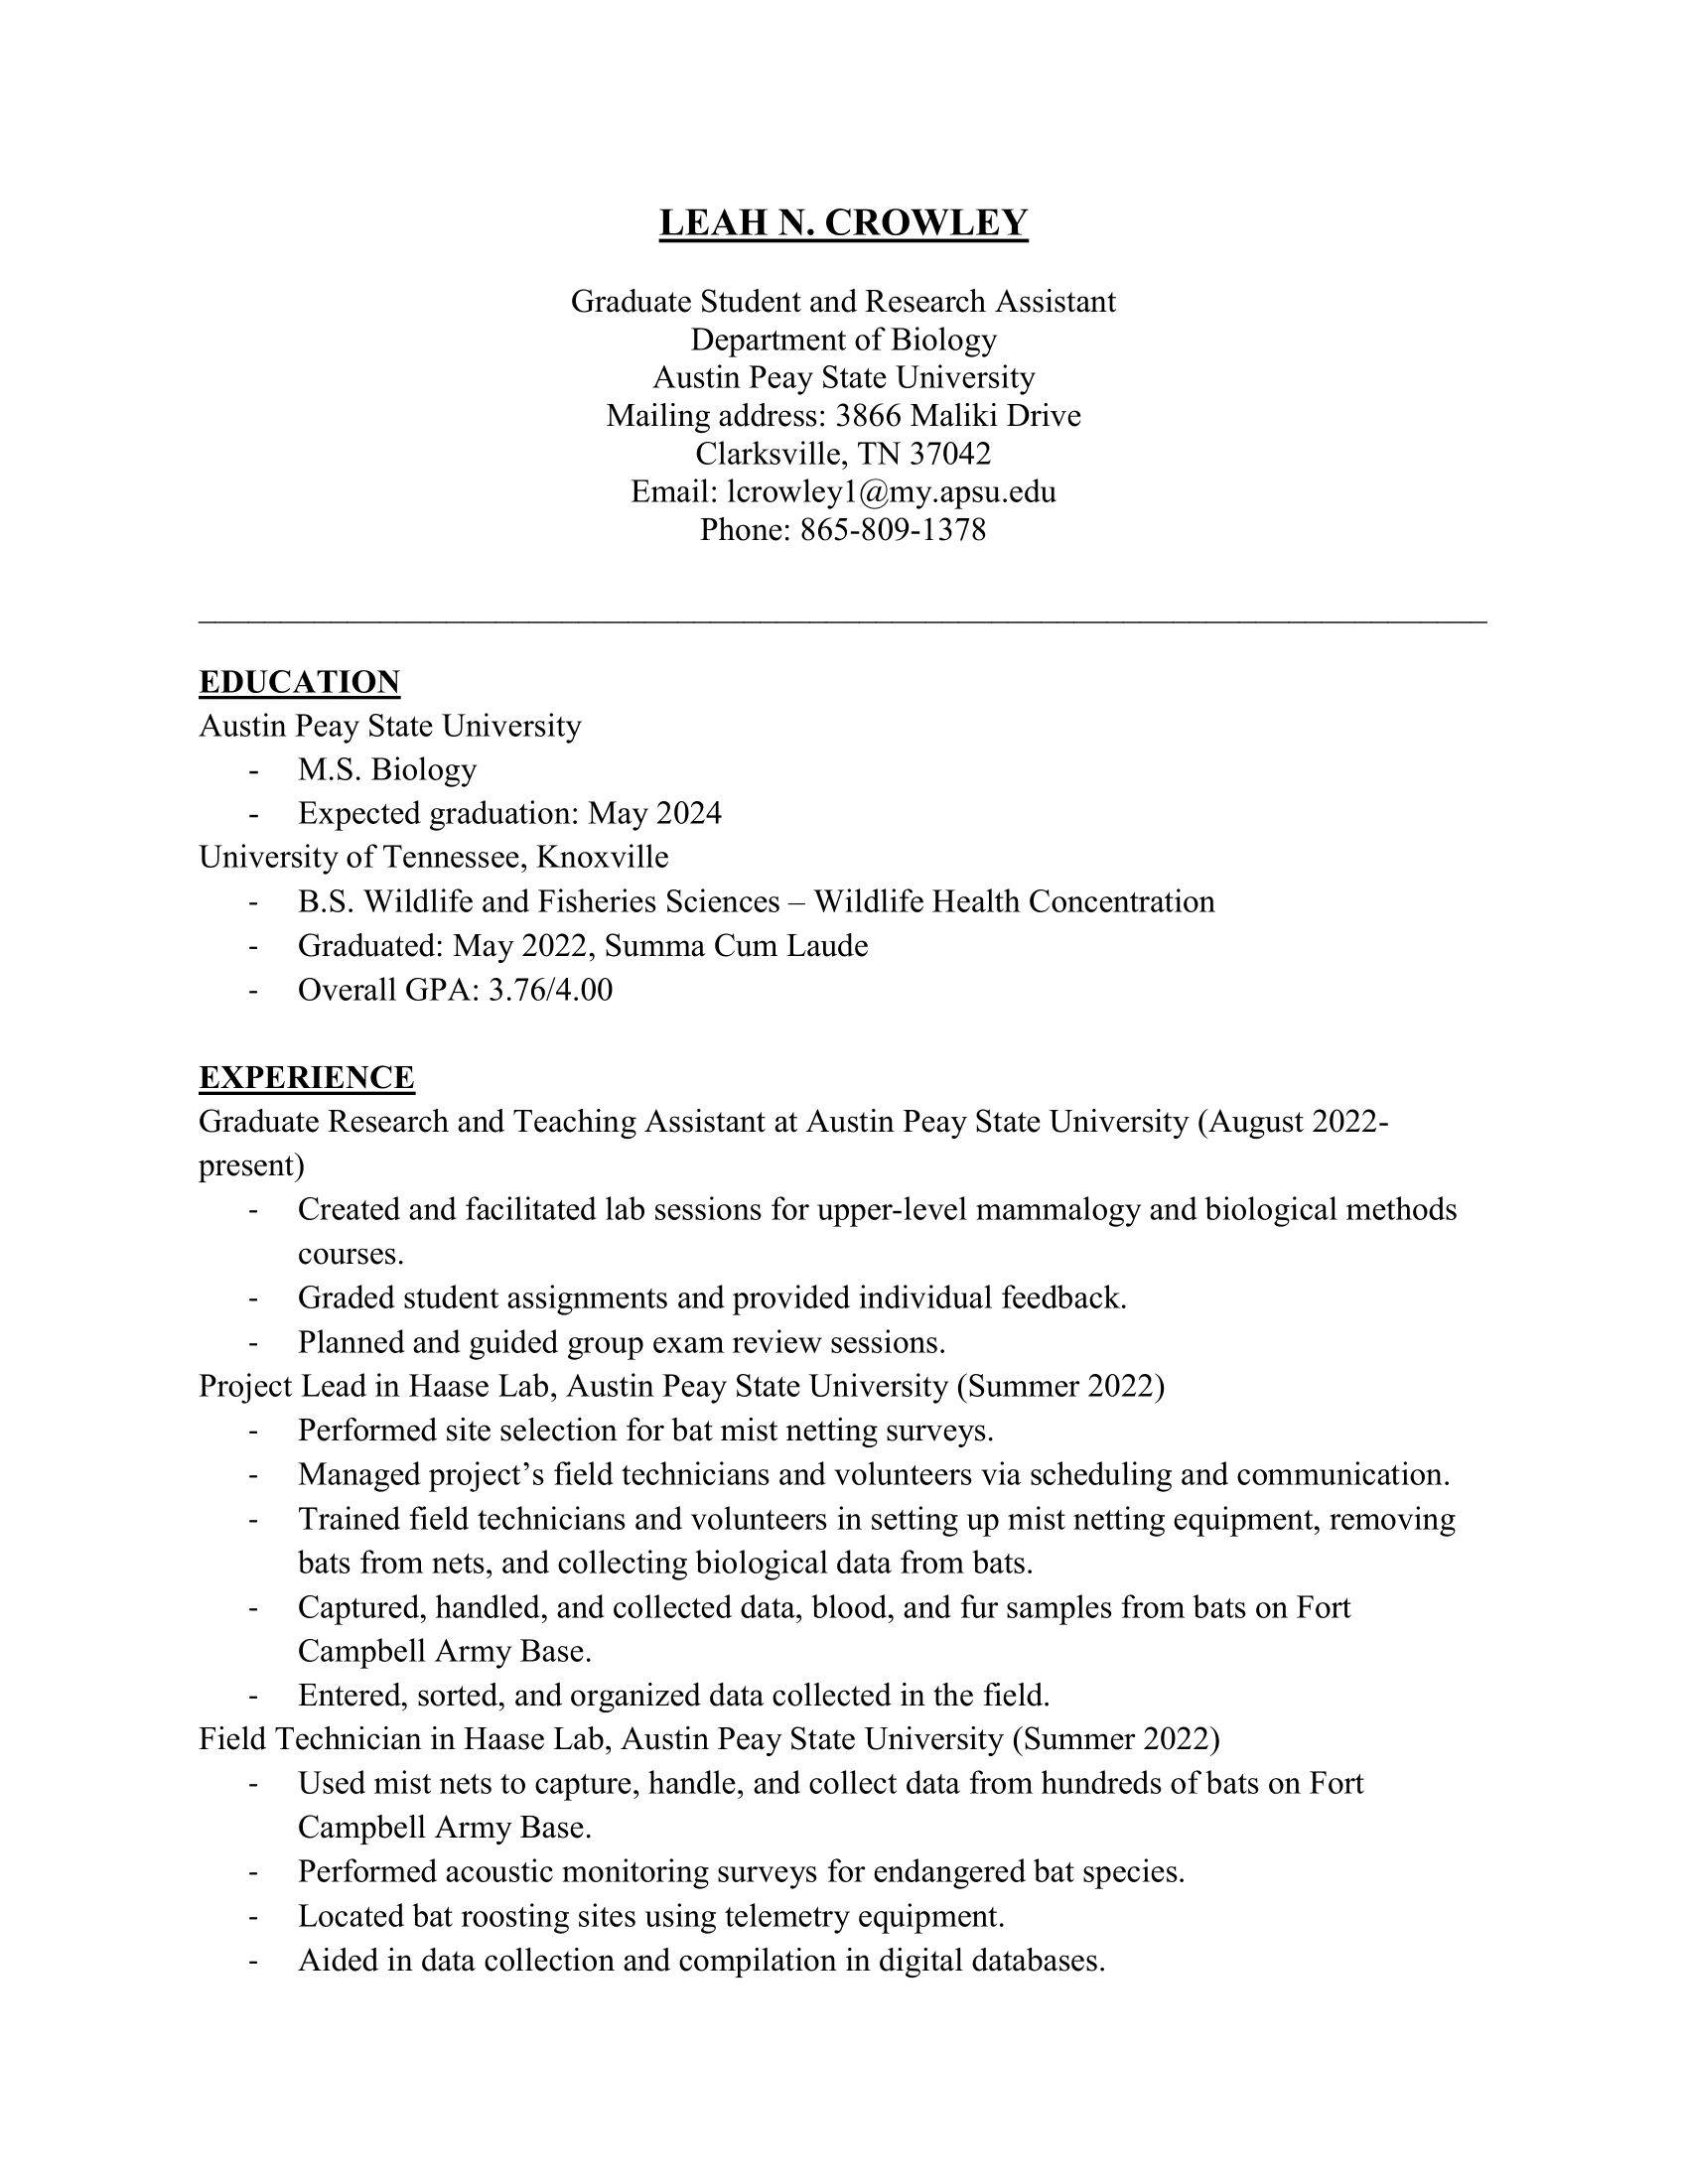 LEAH N. CROWLEY
Graduate Student and Research Assistant
Department of Biology
Austin Peay State University
Mailing address: 3866 Maliki Drive
Clarksville, TN 37042
Email: lcrowley1@my.apsu.edu
Phone: 865-809-1378
EDUCATION
Austin Peay State University
- M.S. Biology
- Expected graduation: May 2024
University of Tennessee, Knoxville
- B.S. Wildlife and Fisheries Sciences – Wildlife Health Concentration
- Graduated: May 2022, Summa Cum Laude
- Overall GPA: 3.76/4.00
EXPERIENCE
Graduate Research and Teaching Assistant at Austin Peay State University (August 2022-
present)
- Created and facilitated lab sessions for upper-level mammalogy and biological methods
courses.
- Graded student assignments and provided individual feedback.
- Planned and guided group exam review sessions.
Project Lead in Haase Lab, Austin Peay State University (Summer 2022)
- Performed site selection for bat mist netting surveys.
- Managed project’s field technicians and volunteers via scheduling and communication.
- Trained field technicians and volunteers in setting up mist netting equipment, removing
bats from nets, and collecting biological data from bats.
- Captured, handled, and collected data, blood, and fur samples from bats on Fort
Campbell Army Base.
- Entered, sorted, and organized data collected in the field.
Field Technician in Haase Lab, Austin Peay State University (Summer 2022)
- Used mist nets to capture, handle, and collect data from hundreds of bats on Fort
Campbell Army Base.
- Performed acoustic monitoring surveys for endangered bat species.
- Located bat roosting sites using telemetry equipment.
- Aided in data collection and compilation in digital databases.